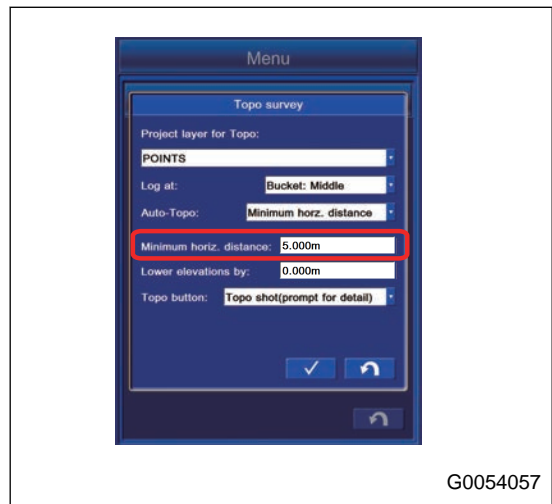 Menu
Topo survey
Project layer for Topo:
POINTS
Log at: Bucket: Middle
Auto-Topo: Minimum horz. distance
Minimum horiz. distance: 5.000m
Lower elevations by: 0.000m
Topo button: Topo shot(prompt for detail)
G0054057